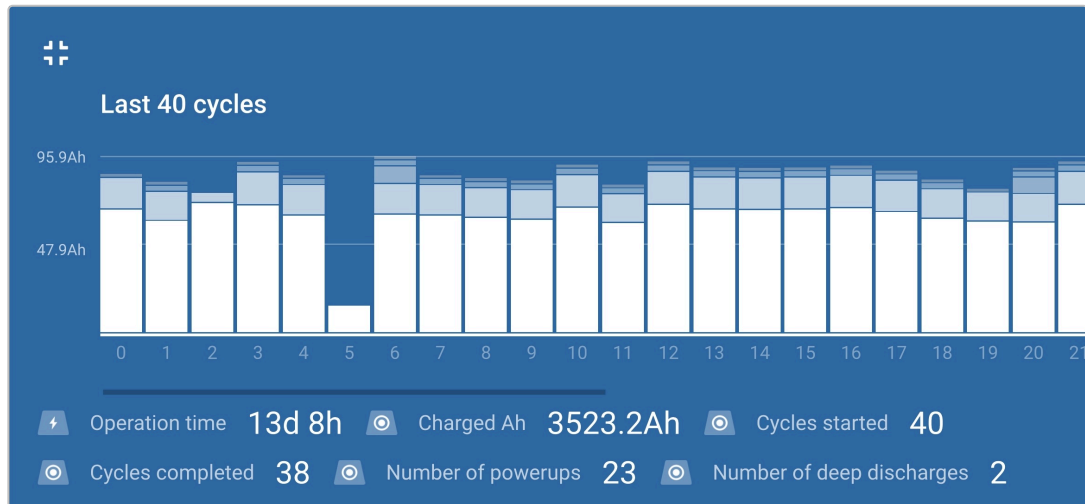 Last 40 cycles
95.9Ah
47.9Ah
0 1 2 3 4 5 6 7 8 9 10 11 12 13 14 15 16 17 18 19 20 21
Operation time 13d 8h Charged Ah 3523.2Ah Cycles started 40
Cycles completed 38 Number of powerups 23 Number of deep discharges 2